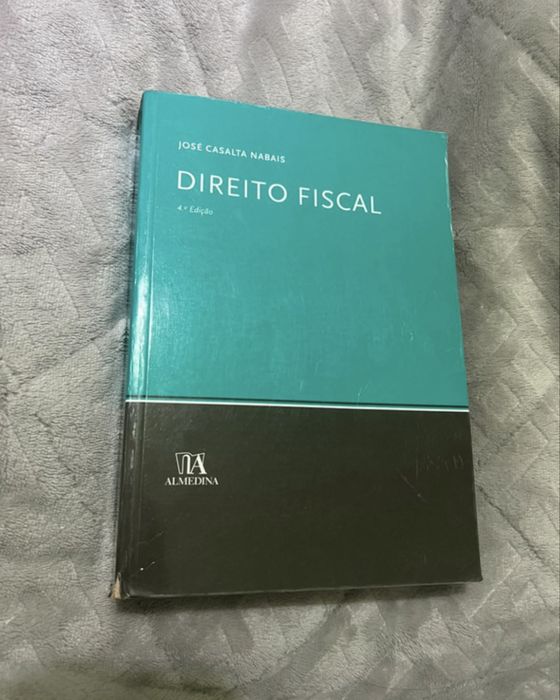 JOSÉ CASALTA NABAIS
DIREITO FISCAL
4.ª Edição
ALMEDINA